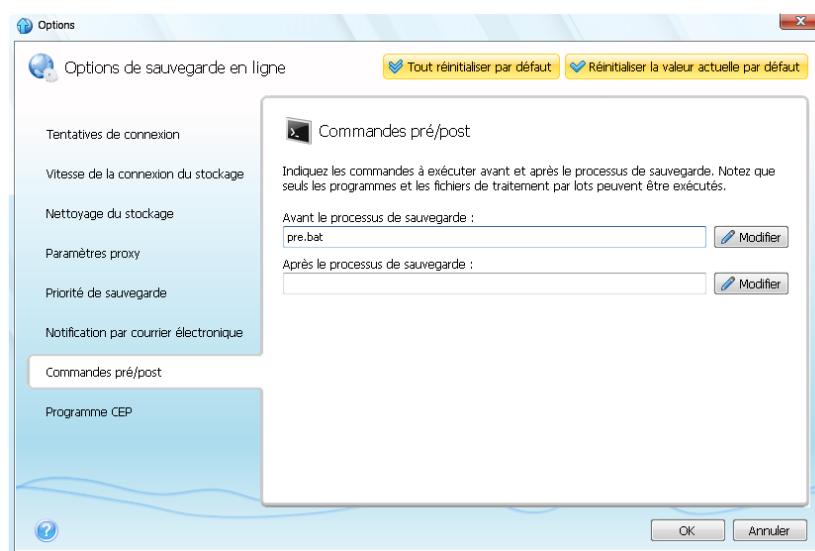 Options
Options de sauvegarde en ligne
Tout réinitialiser par défaut
Réinitialiser la valeur actuelle par défaut
Tentatives de connexion
Vitesse de la connexion du stockage
Nettoyage du stockage
Paramètres proxy
Priorité de sauvegarde
Notification par courrier électronique
Commandes pré/post
Programme CEP
Commandes pré/post
Indiquez les commandes à exécuter avant et après le processus de sauvegarde. Notez que
seuls les programmes et les fichiers de traitement par lots peuvent être exécutés.
Avant le processus de sauvegarde :
pre.bat
Modifier
Après le processus de sauvegarde :
Modifier
OK
Annuler